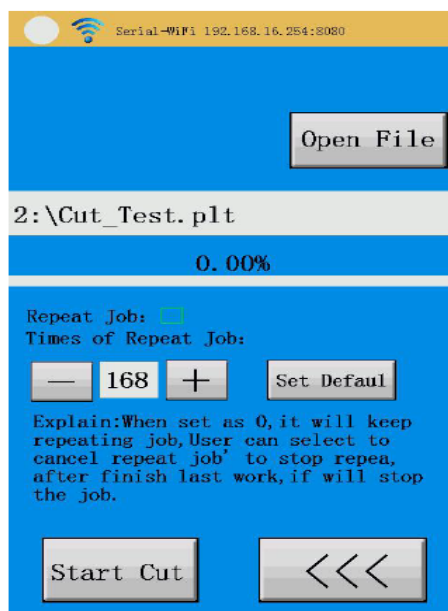 Serial-WiFi 192.168.16.254:8080
Open File
2:\Cut_Test.plt
0.00%
Repeat Job:
Times of Repeat Job:
— 168 + Set Defaul
Explain:When set as 0,it will keep
repeating job,User can select to
cancel repeat job' to stop repea,
after finish last work,if will stop
the job.
Start Cut <<<